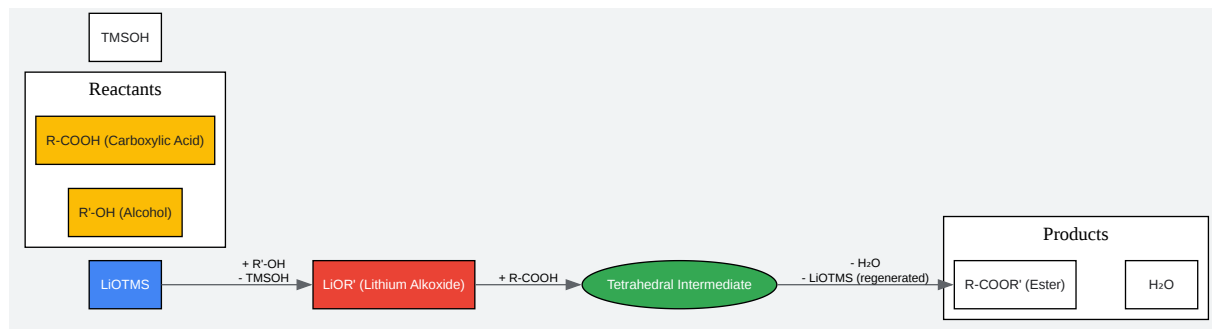 TMSOH
Reactants
R-COOH (Carboxylic Acid)
R'-OH (Alcohol)
LiOTMS
+ R'-OH
- TMSOH
LiOR' (Lithium Alkoxide)
+ R-COOH
Tetrahedral Intermediate
- H₂O
- LiOTMS (regenerated)
Products
R-COOR' (Ester)
H₂O